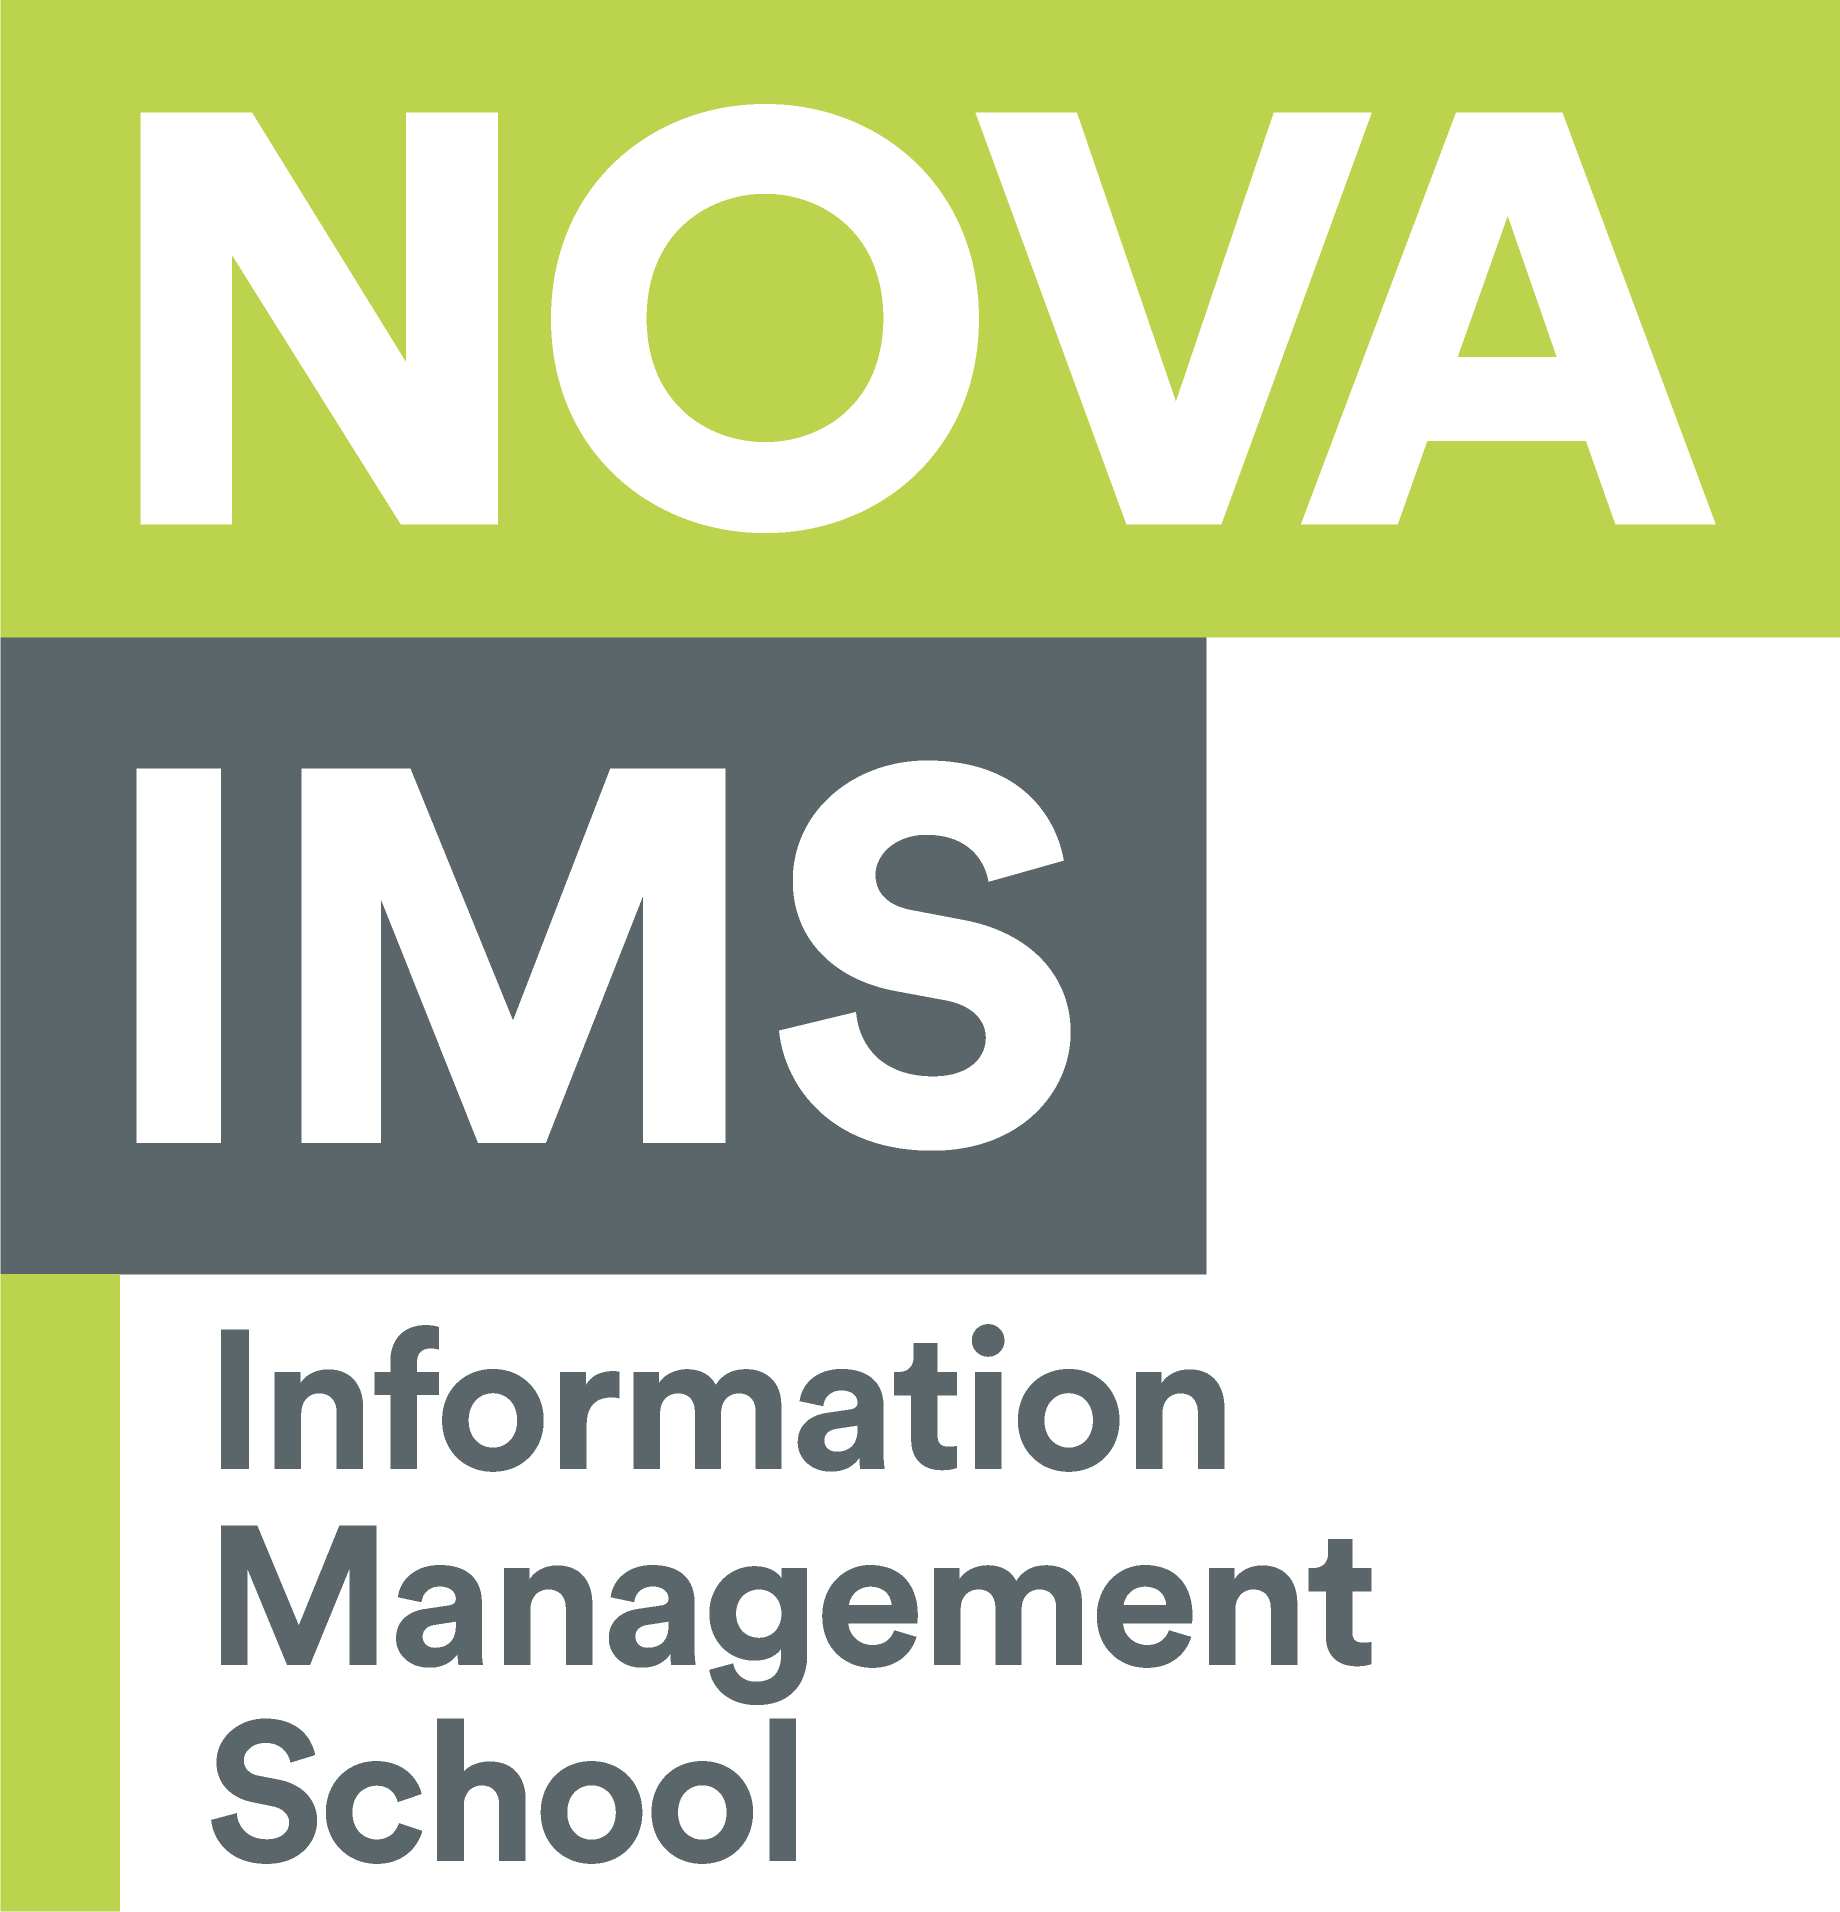 NOVA
IMS
Information
Management
School